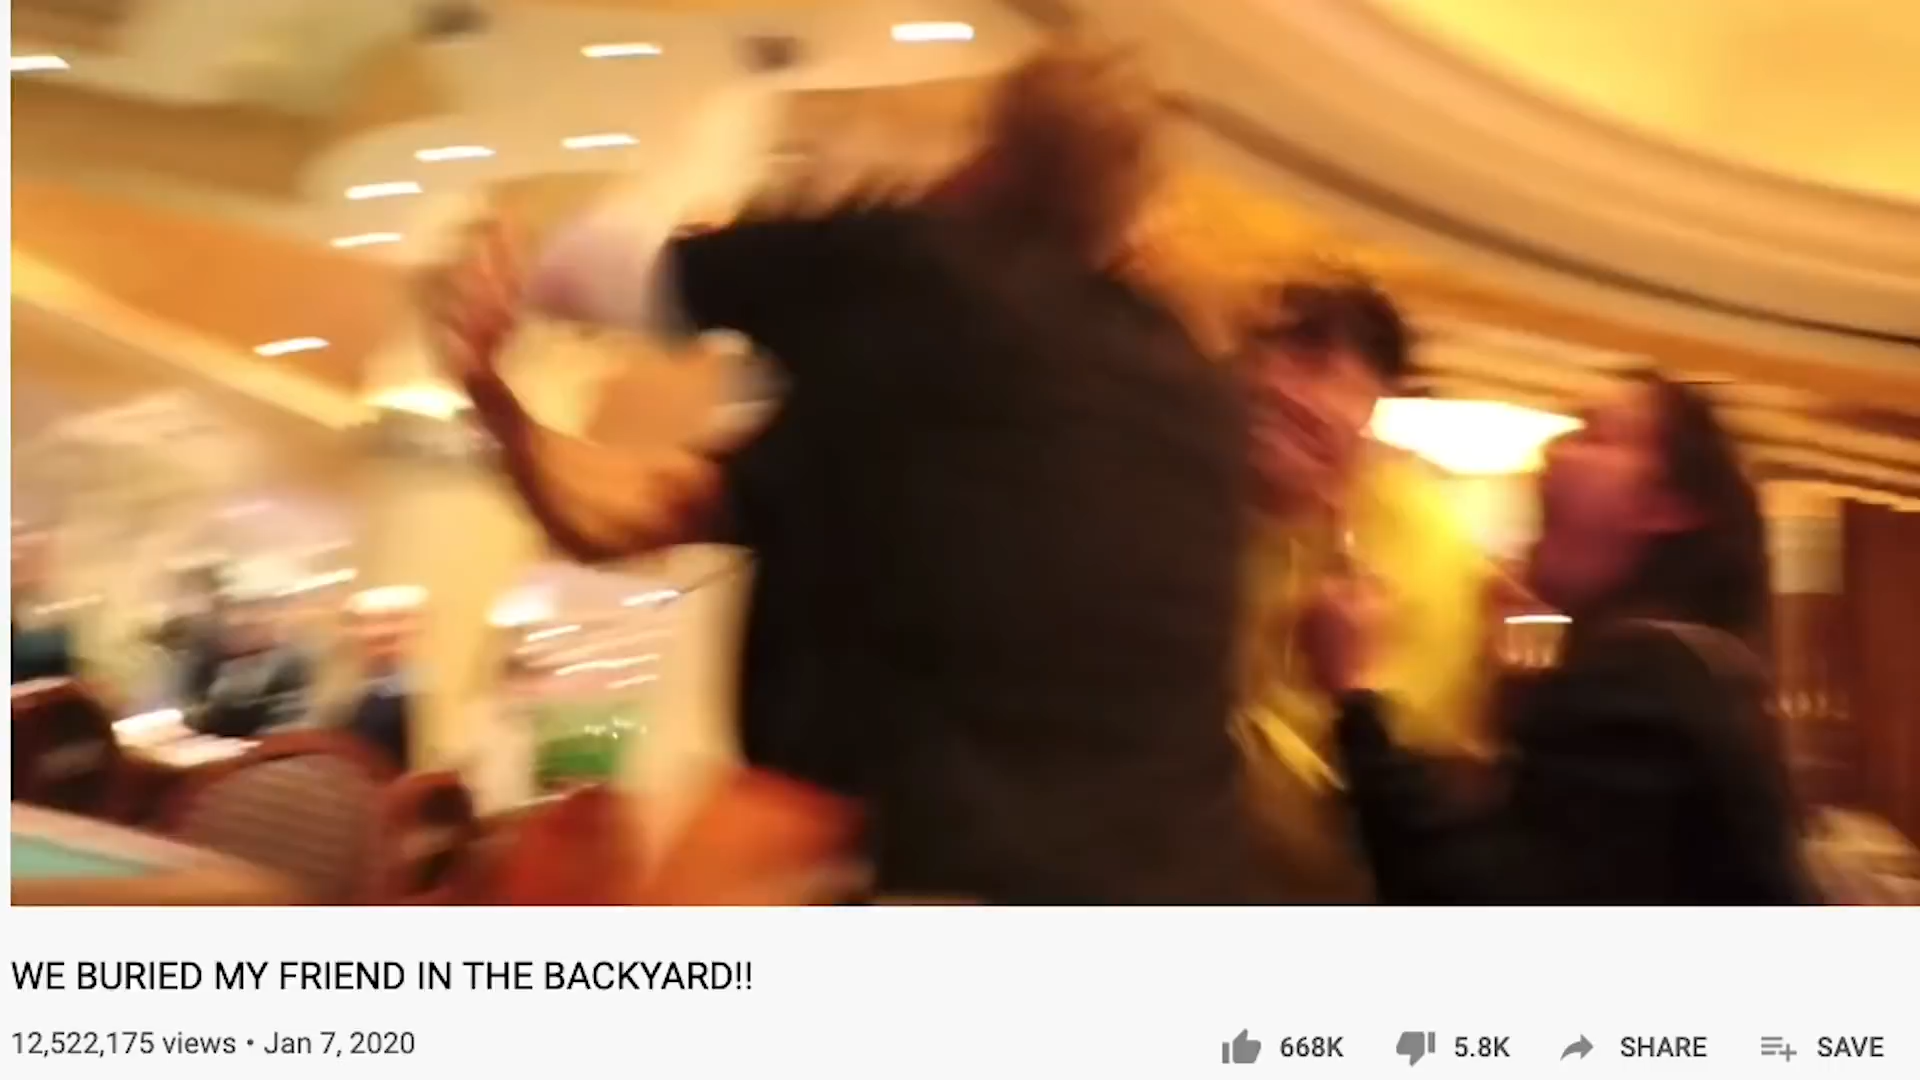 WE BURIED MY FRIEND IN THE BACKYARD!!
12,522,175 views • Jan 7, 2020
668K 5.8K SHARE SAVE